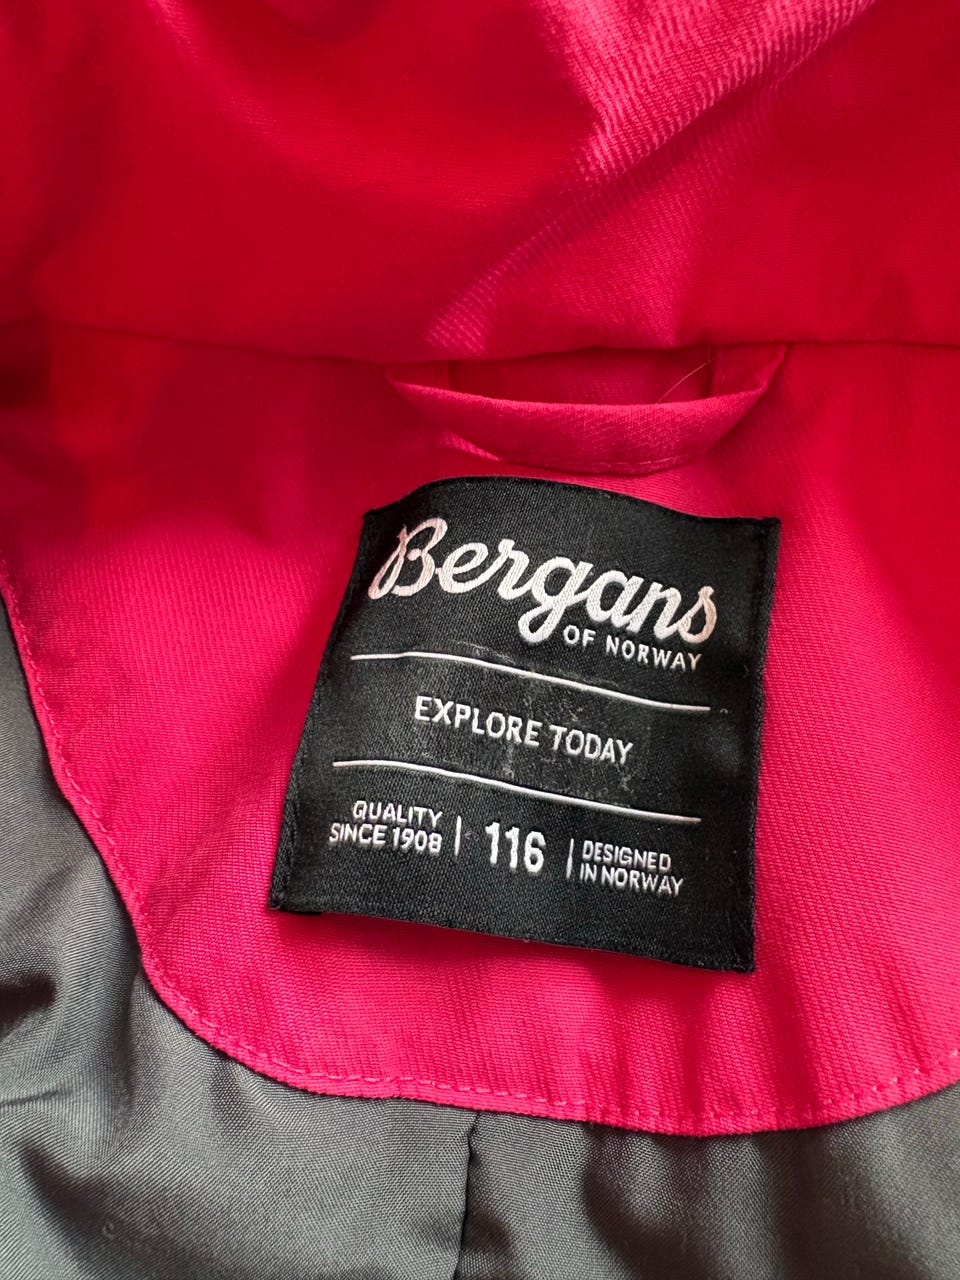 Bergans
OF NORWAY
EXPLORE TODAY
QUALITY
SINCE 1908
116
DESIGNED
IN NORWAY